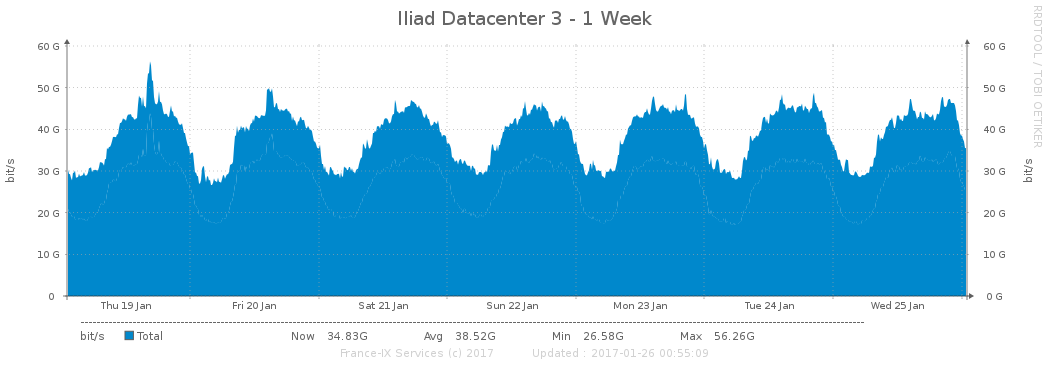 Iliad Datacenter 3 - 1 Week
RRDTOOL / TOBI OETIKER
60 G 60 G
50 G 50 G
40 G 40 G
30 G 30 G
20 G 20 G
10 G 10 G
0 0 G
bit/s bit/s
Thu 19 Jan Fri 20 Jan Sat 21 Jan Sun 22 Jan Mon 23 Jan Tue 24 Jan Wed 25 Jan
bit/s Total Now 34.83G Avg 38.52G Min 26.58G Max 56.26G
France-IX Services (c) 2017 Updated : 2017-01-26 00:55:09